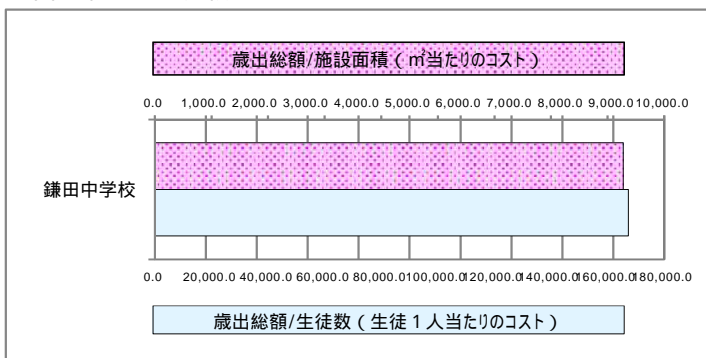 歳出総額/施設面積（㎡当たりのコスト）
0.0 1,000.0 2,000.0 3,000.0 4,000.0 5,000.0 6,000.0 7,000.0 8,000.0 9,000.0 10,000.0
鎌田中学校
0.0 20,000.0 40,000.0 60,000.0 80,000.0 100,000.0 120,000.0 140,000.0 160,000.0 180,000.0
歳出総額/生徒数（生徒１人当たりのコスト）